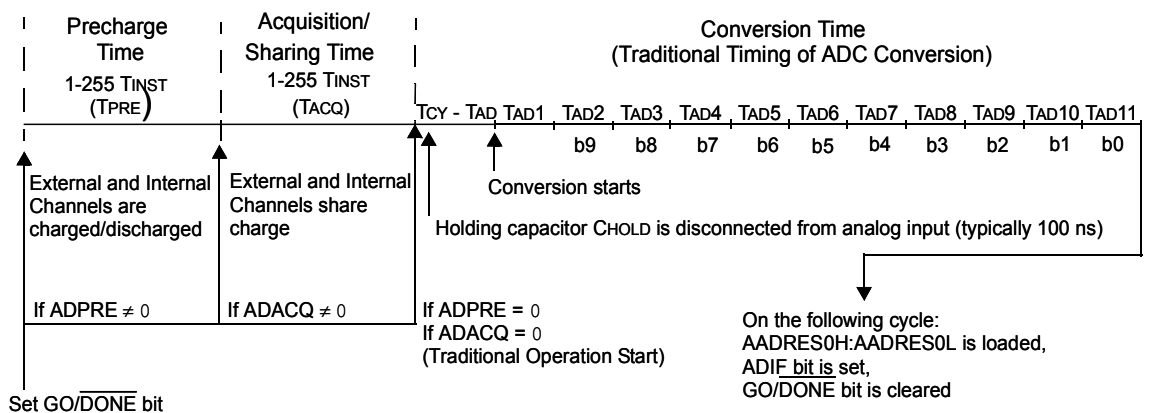 Precharge
Time
1-255 TINST
(TPRE)
Acquisition/
Sharing Time
1-255 TINST
(TACQ)
Conversion Time
(Traditional Timing of ADC Conversion)
TCY - TAD TAD1 TAD2 TAD3 TAD4 TAD5 TAD6 TAD7 TAD8 TAD9 TAD10 TAD11
b9 b8 b7 b6 b5 b4 b3 b2 b1 b0
External and Internal
Channels are
charged/discharged
External and Internal
Channels share
charge
Conversion starts
Holding capacitor CHOLD is disconnected from analog input (typically 100 ns)
If ADPRE ≠ 0
If ADACQ ≠ 0
If ADPRE = 0
If ADACQ = 0
(Traditional Operation Start)
On the following cycle:
AADRES0H:AADRES0L is loaded,
ADIF bit is set,
GO/DONE bit is cleared
Set GO/DONE bit